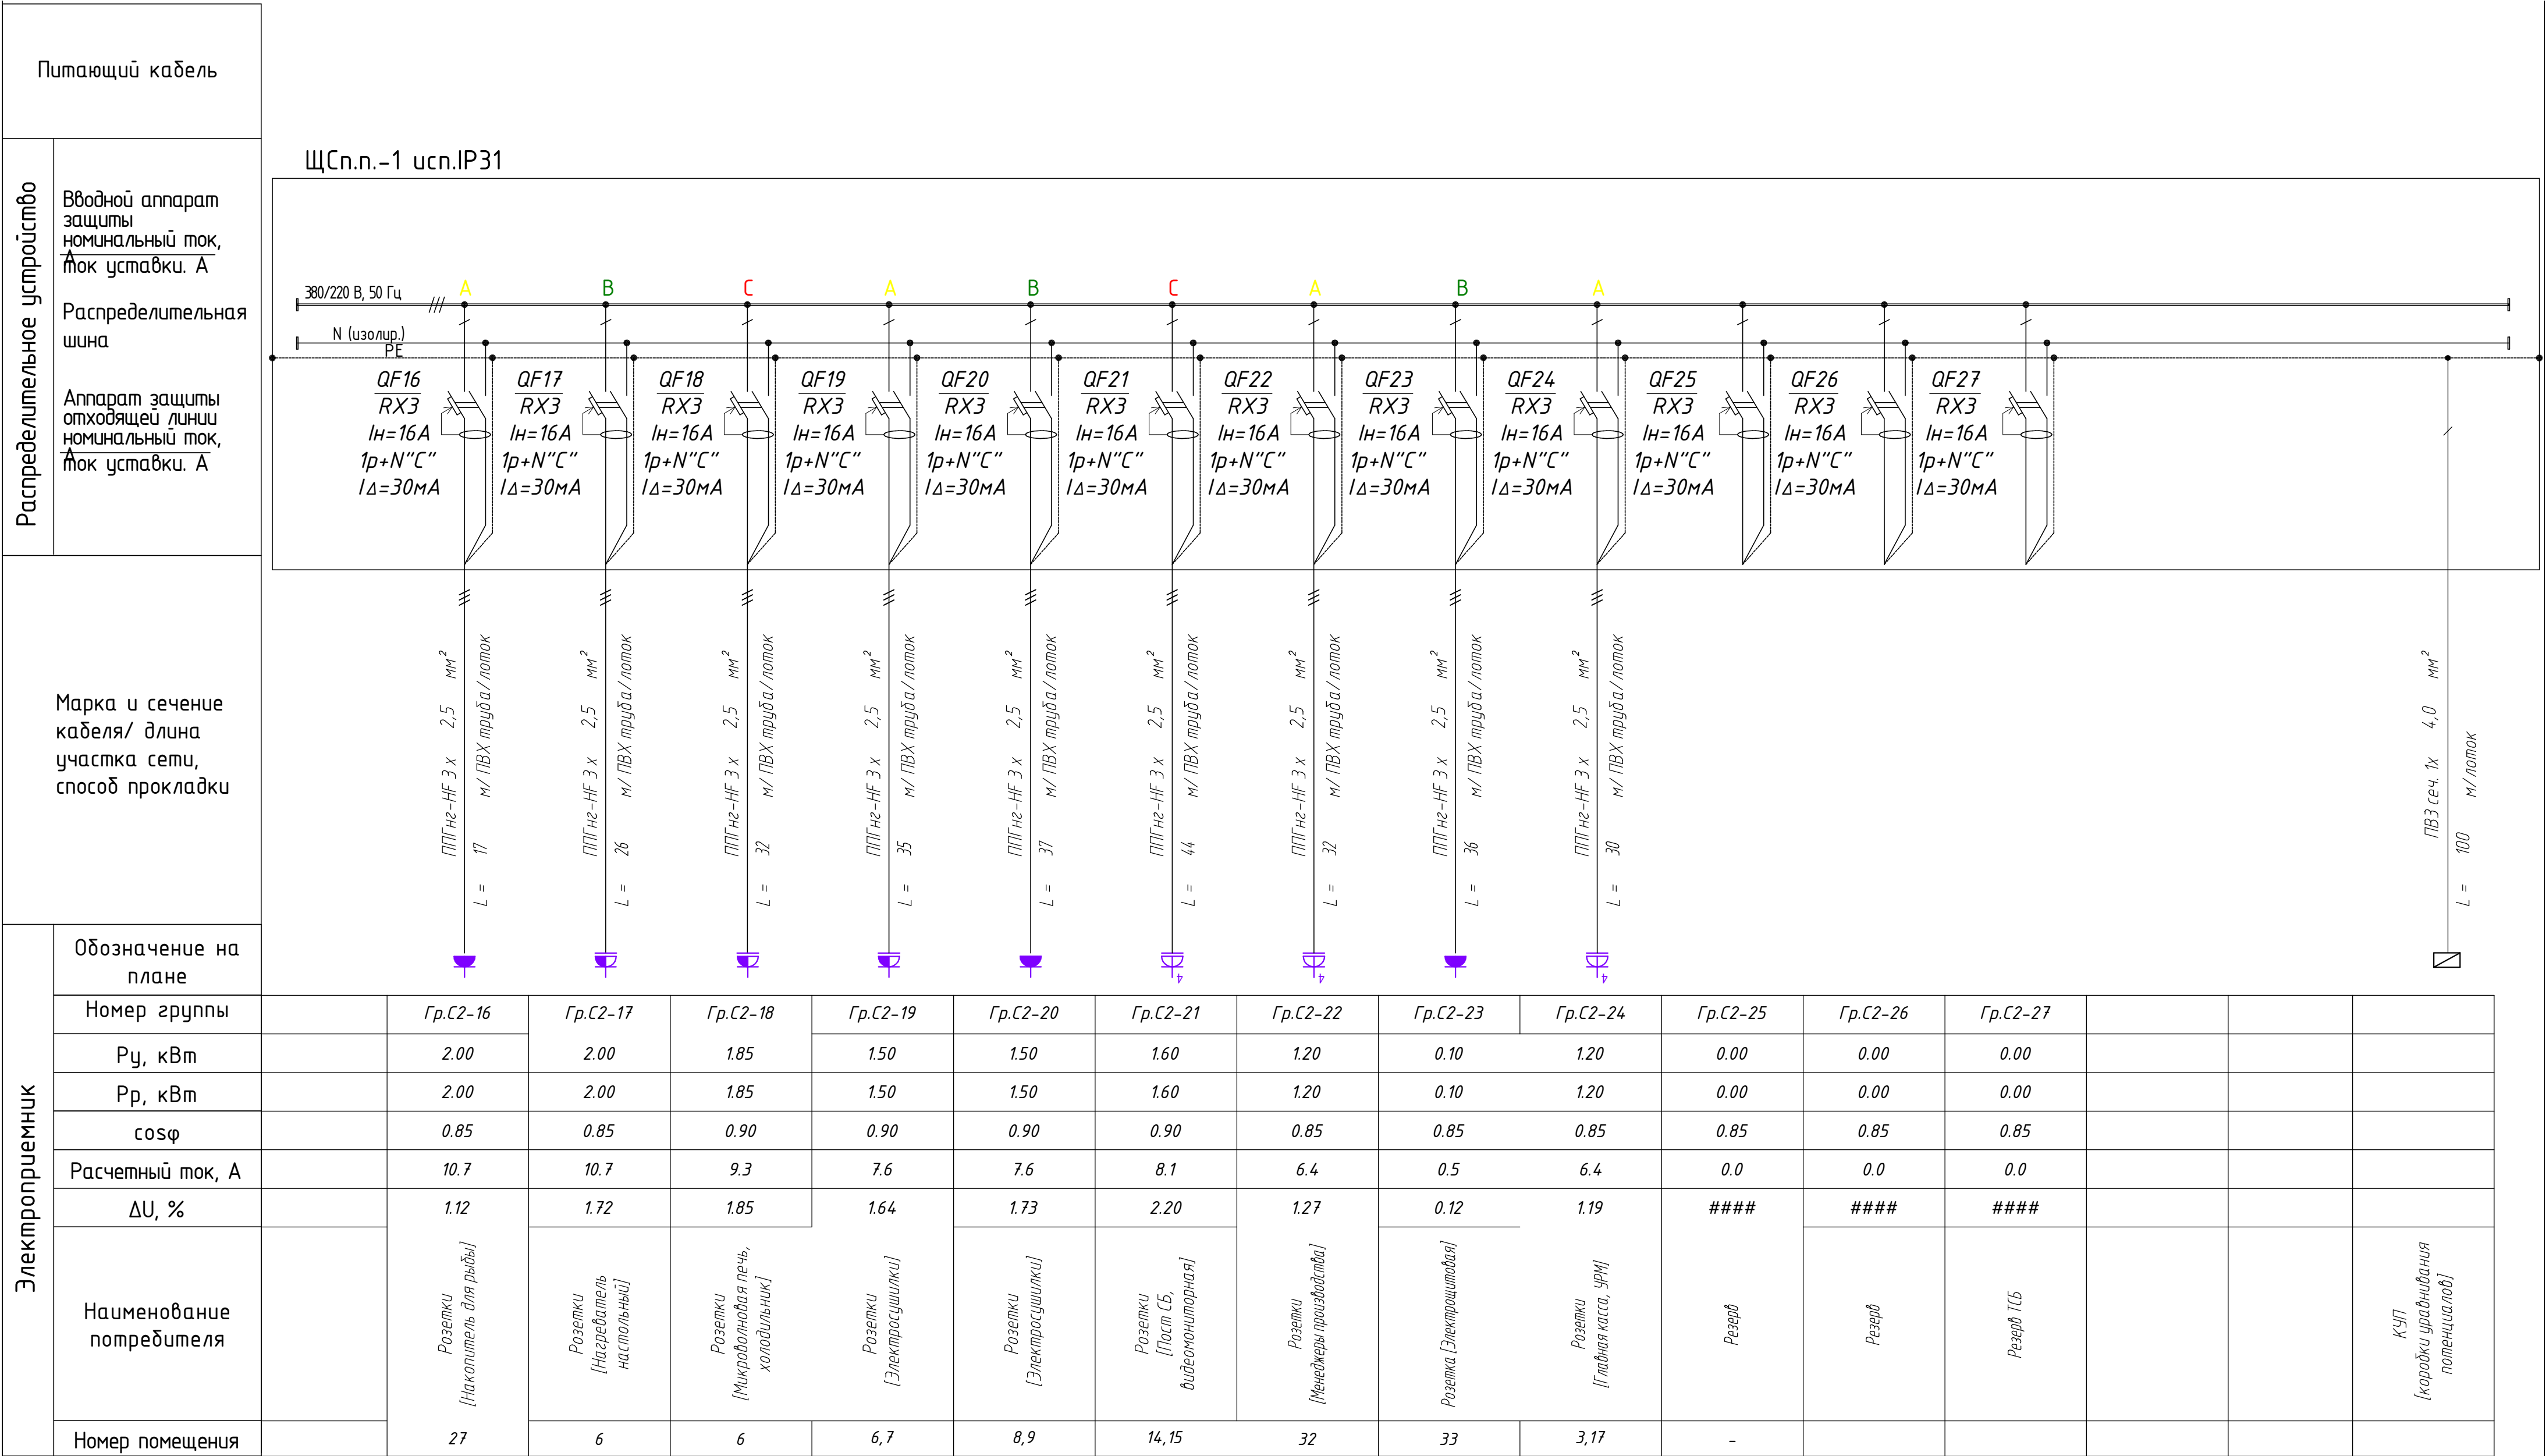 Питающий кабель
Распределительное устройство
Вводной аппарат
защиты
номинальный ток,
А
ток уставки. А
Распределительная
шина
Аппарат защиты
отходящей линии
номинальный ток,
А
ток уставки. А
ЩСп.п.-1 исп.IP31
380/220 В, 50 Гц
A B C A B C A B A
N (изолир.)
PE
QF16 QF17 QF18 QF19 QF20 QF21 QF22 QF23 QF24 QF25 QF26 QF27
RX3 RX3 RX3 RX3 RX3 RX3 RX3 RX3 RX3 RX3 RX3 RX3
Iн=16А Iн=16А Iн=16А Iн=16А Iн=16А Iн=16А Iн=16А Iн=16А Iн=16А Iн=16А Iн=16А Iн=16А
1р+N"C" 1р+N"C" 1р+N"C" 1р+N"C" 1р+N"C" 1р+N"C" 1р+N"C" 1р+N"C" 1р+N"C" 1р+N"C" 1р+N"C" 1р+N"C"
IΔ=30мА IΔ=30мА IΔ=30мА IΔ=30мА IΔ=30мА IΔ=30мА IΔ=30мА IΔ=30мА IΔ=30мА IΔ=30мА IΔ=30мА IΔ=30мА
Марка и сечение
кабеля/ длина
участка сети,
способ прокладки
ППГнг-HF 3 х 2,5 мм²
L = 17 м/ ПВХ труба/лоток
ППГнг-HF 3 х 2,5 мм²
L = 26 м/ ПВХ труба/лоток
ППГнг-HF 3 х 2,5 мм²
L = 32 м/ ПВХ труба/лоток
ППГнг-HF 3 х 2,5 мм²
L = 35 м/ ПВХ труба/лоток
ППГнг-HF 3 х 2,5 мм²
L = 37 м/ ПВХ труба/лоток
ППГнг-HF 3 х 2,5 мм²
L = 44 м/ ПВХ труба/лоток
ППГнг-HF 3 х 2,5 мм²
L = 32 м/ ПВХ труба/лоток
ППГнг-HF 3 х 2,5 мм²
L = 36 м/ ПВХ труба/лоток
ППГнг-HF 3 х 2,5 мм²
L = 30 м/ ПВХ труба/лоток
ПВ3 сеч. 1х 4,0 мм²
L = 100 м/лоток
Электроприемник
Обозначение на
плане
4 4 4
Номер группы Гр.С2-16 Гр.С2-17 Гр.С2-18 Гр.С2-19 Гр.С2-20 Гр.С2-21 Гр.С2-22 Гр.С2-23 Гр.С2-24 Гр.С2-25 Гр.С2-26 Гр.С2-27
Ру, кВт 2.00 2.00 1.85 1.50 1.50 1.60 1.20 0.10 1.20 0.00 0.00 0.00
Рр, кВт 2.00 2.00 1.85 1.50 1.50 1.60 1.20 0.10 1.20 0.00 0.00 0.00
cosφ 0.85 0.85 0.90 0.90 0.90 0.90 0.85 0.85 0.85 0.85 0.85 0.85
Расчетный ток, А 10.7 10.7 9.3 7.6 7.6 8.1 6.4 0.5 6.4 0.0 0.0 0.0
ΔU, % 1.12 1.72 1.85 1.64 1.73 2.20 1.27 0.12 1.19 #### #### ####
Наименование
потребителя
Розетки
[Накопитель для рыбы]
Розетки
[Нагреватель
настольный]
Розетки
[Микроволновая печь,
холодильник]
Розетки
[Электросушилки]
Розетки
[Электросушилки]
Розетки
[Пост СБ,
видеомониторная]
Розетки
[Менеджеры производства]
Розетка [Электрощитовая]
Розетки
[Главная касса, УРМ]
Резерв
Резерв
Резерв ТСБ
КУП
[коробки уравнивания
потенциалов]
Номер помещения 27 6 6 6,7 8,9 14,15 32 33 3,17 -